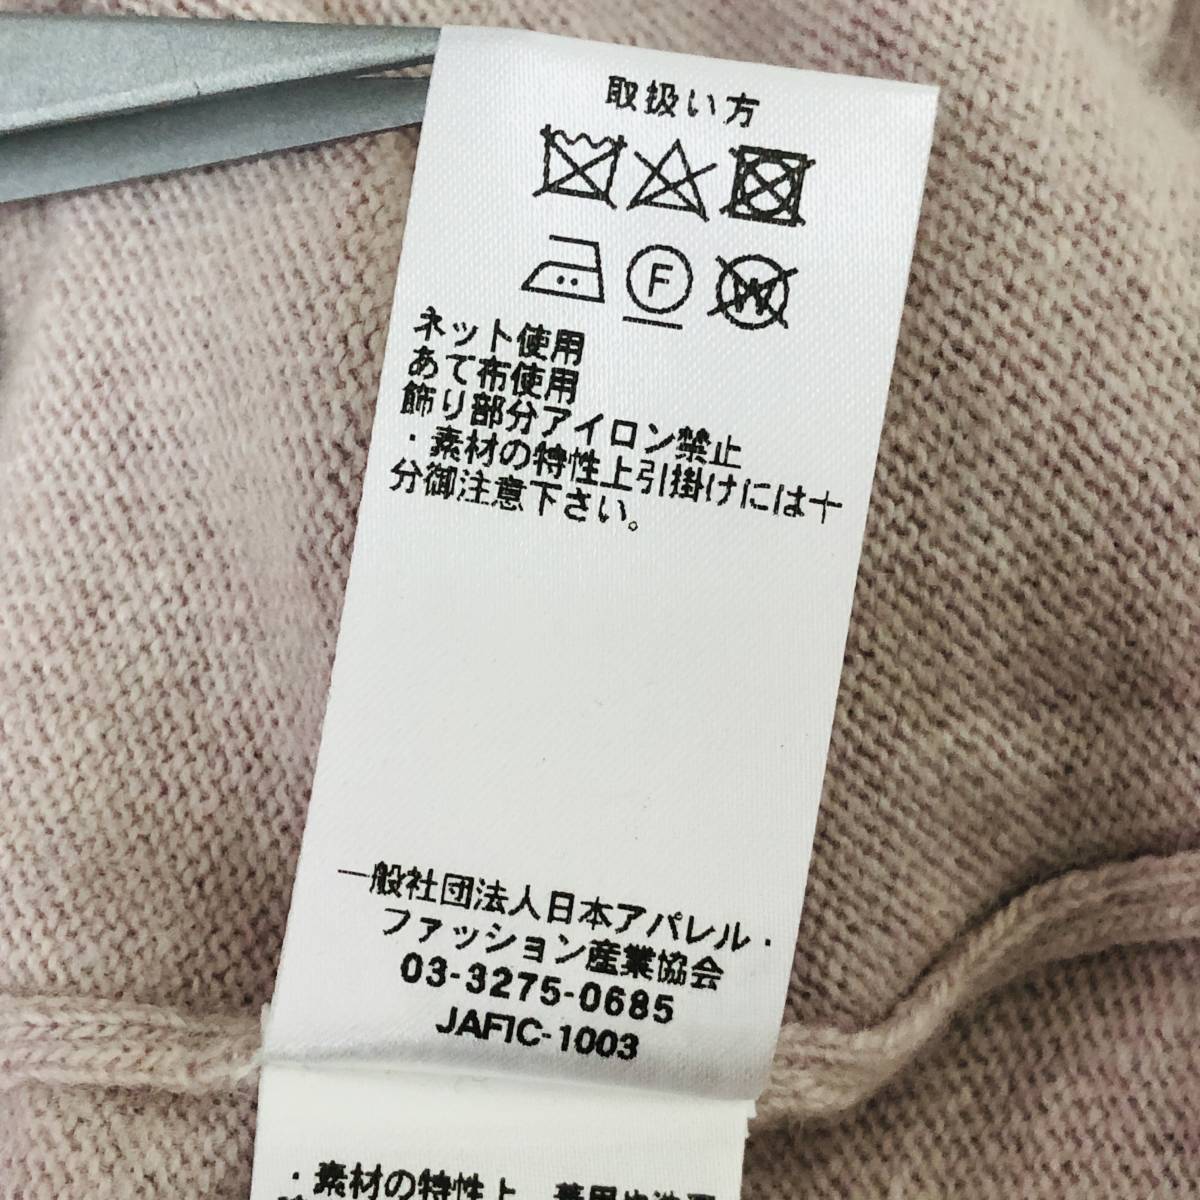 取扱い方
F W
ネット使用
あて布使用
飾り部分アイロン禁止
・素材の特性上引掛けには十
分御注意下さい。
一般社団法人日本アパレル・
ファッション産業協会
03-3275-0685
JAFIC-1003
・素材の特性上